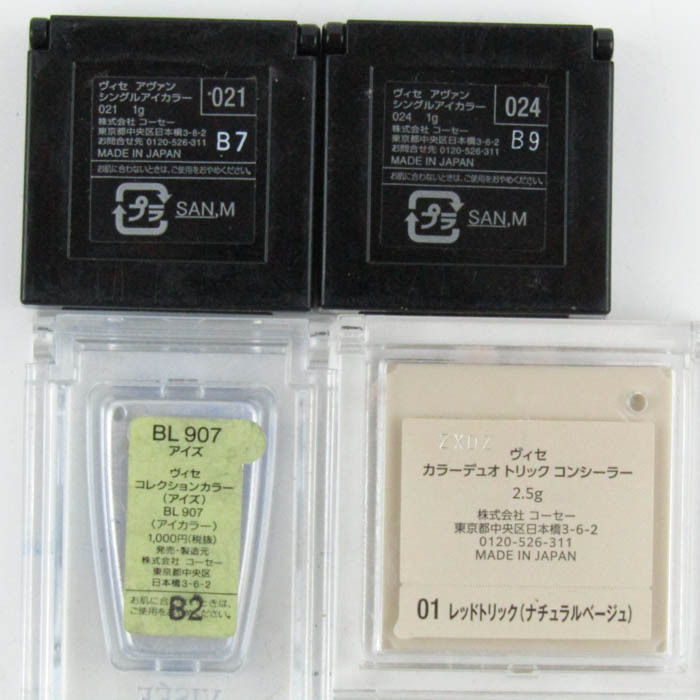 ヴィセ アヴァン
シングルアイカラー
021 1g
株式会社 コーセー
東京都中央区日本橋3-6-2
お問合せ先 0120-526-311
MADE IN JAPAN
021
B7
お肌に合わないときは、ご使用をおやめください。
プラ
SAN,M
ヴィセ アヴァン
シングルアイカラー
024 1g
株式会社 コーセー
東京都中央区日本橋3-6-2
お問合せ先 0120-526-311
MADE IN JAPAN
024
B9
お肌に合わないときは、ご使用をおやめください。
プラ
SAN,M
BL 907
アイズ
ヴィセ
コレクションカラー
(アイズ)
BL 907
(アイカラー)
1,000円(税抜)
発売・製造元
株式会社 コーセー
東京都中央区
日本橋3-6-2
B2
ZXDZ
ヴィセ
カラーデュオ トリック コンシーラー
2.5g
株式会社 コーセー
東京都中央区日本橋3-6-2
0120-526-311
MADE IN JAPAN
01 レッドトリック(ナチュラルベージュ)
VISÉE